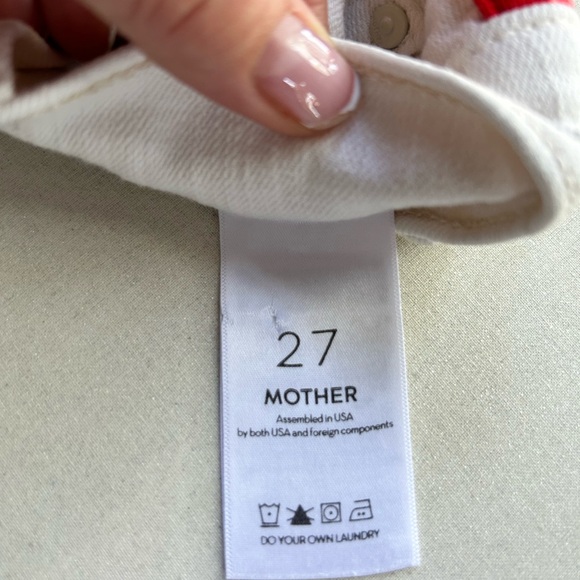 27
MOTHER
Assembled in USA
by both USA and foreign components
DO YOUR OWN LAUNDRY